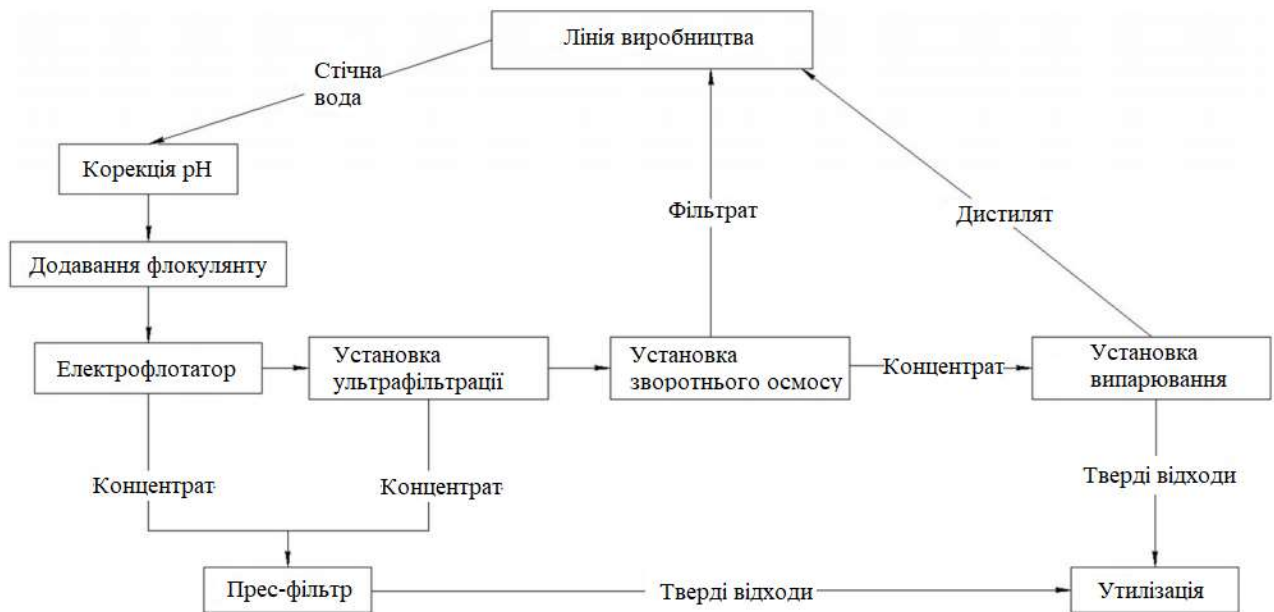 Лінія виробництва
Стічна
вода
Корекція pH
Фільтрат
Дистилят
Додавання флокулянту
Електрофлотатор
Установка
ультрафільтрації
Установка
зворотнього осмосу
Концентрат
Установка
випарювання
Концентрат
Концентрат
Тверді відходи
Прес-фільтр
Тверді відходи
Утилізація